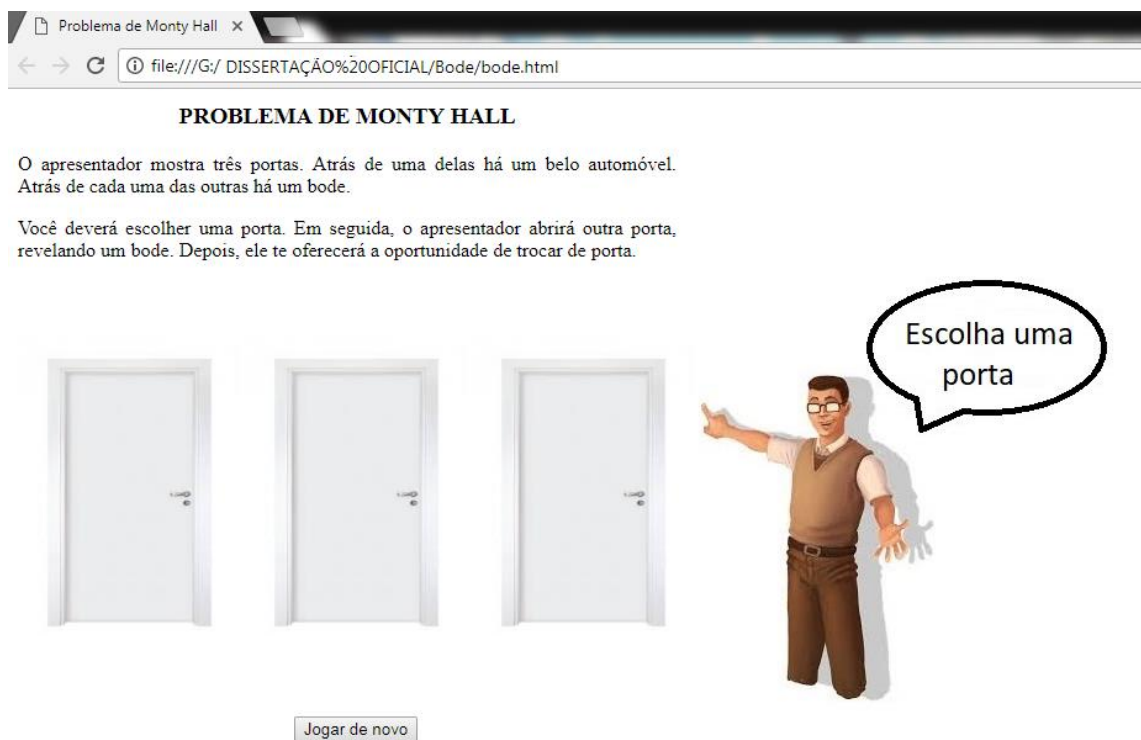 Problema de Monty Hall
file:///G:/ DISSERTAÇÃO%20OFICIAL/Bode/bode.html
PROBLEMA DE MONTY HALL
O apresentador mostra três portas. Atrás de uma delas há um belo automóvel.
Atrás de cada uma das outras há um bode.
Você deverá escolher uma porta. Em seguida, o apresentador abrirá outra porta,
revelando um bode. Depois, ele te oferecerá a oportunidade de trocar de porta.
Escolha uma
porta
Jogar de novo